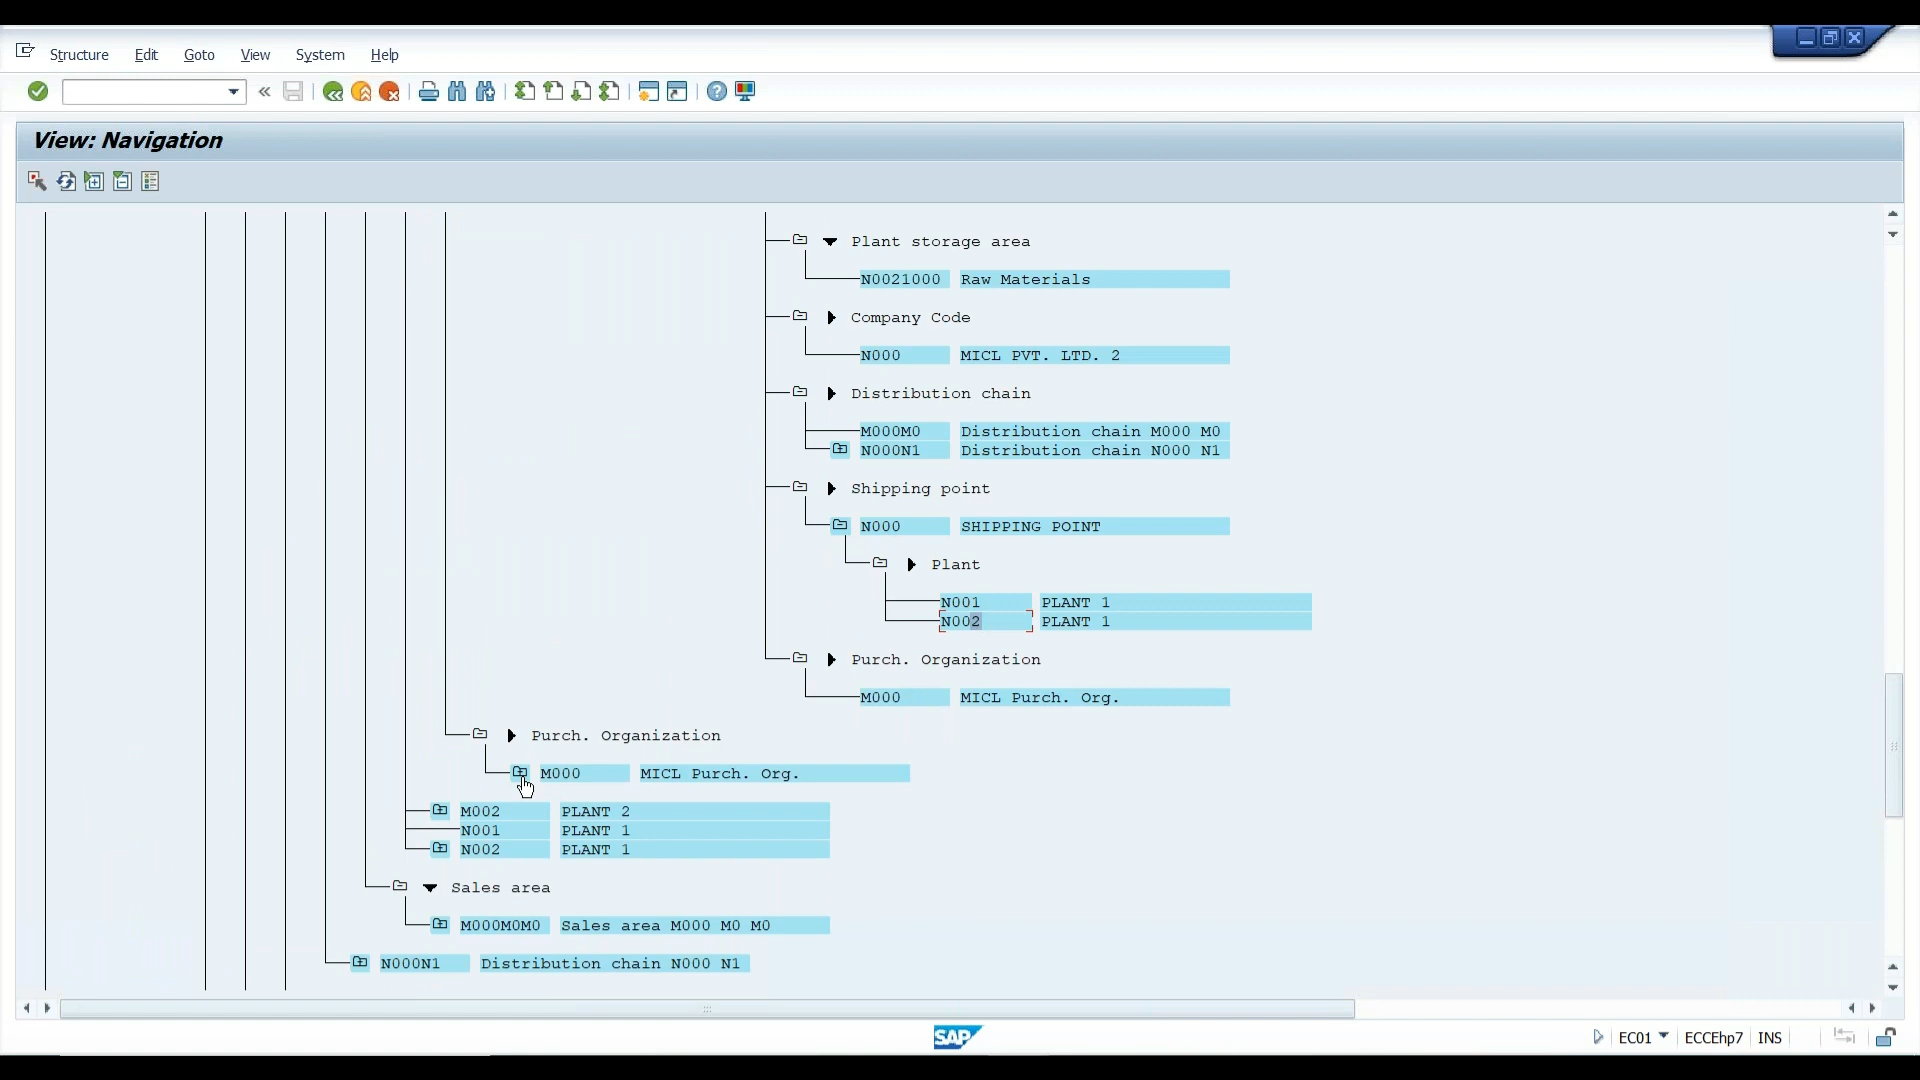 Structure Edit Goto View System Help
View: Navigation
Plant storage area
N0021000 Raw Materials
Company Code
N000 MICL PVT. LTD. 2
Distribution chain
M000M0 Distribution chain M000 M0
N000N1 Distribution chain N000 N1
Shipping point
N000 SHIPPING POINT
Plant
N001 PLANT 1
N002 PLANT 1
Purch. Organization
M000 MICL Purch. Org.
Purch. Organization
M000 MICL Purch. Org.
M002 PLANT 2
N001 PLANT 1
N002 PLANT 1
Sales area
M000M0M0 Sales area M000 M0 M0
N000N1 Distribution chain N000 N1
SAP EC01 ECCEhp7 INS